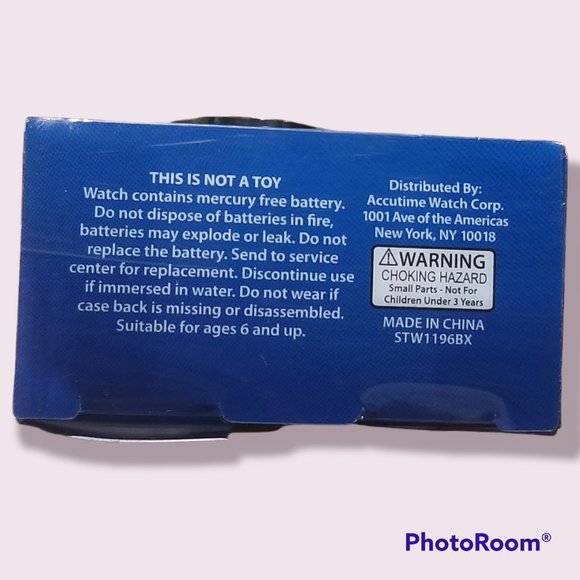 THIS IS NOT A TOY
Watch contains mercury free battery.
Do not dispose of batteries in fire,
batteries may explode or leak. Do not
replace the battery. Send to service
center for replacement. Discontinue use
if immersed in water. Do not wear if
case back is missing or disassembled.
Suitable for ages 6 and up.
Distributed By:
Accutime Watch Corp.
1001 Ave of the Americas
New York, NY 10018
WARNING
CHOKING HAZARD
Small Parts - Not For
Children Under 3 Years
MADE IN CHINA
STW1196BX
PhotoRoom®